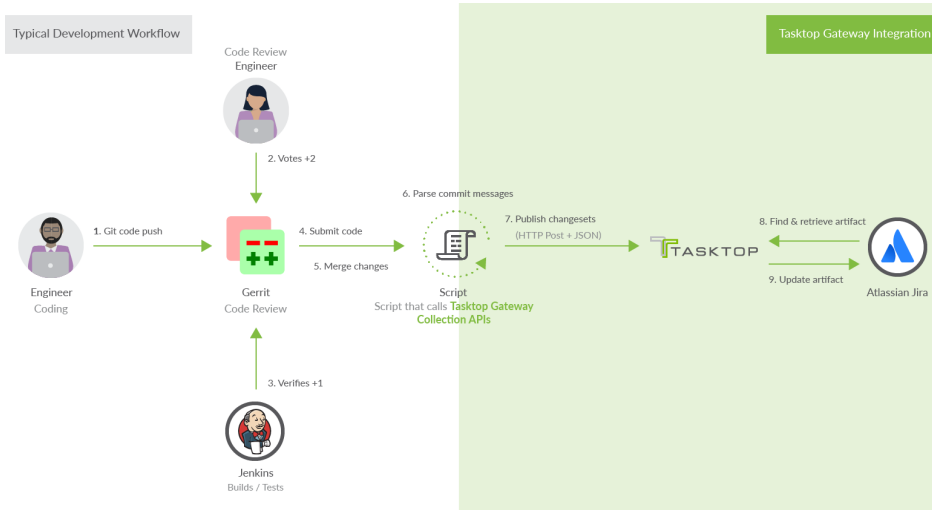 Typical Development Workflow
Tasktop Gateway Integration
Code Review
Engineer
2. Votes +2
6. Parse commit messages
1. Git code push
4. Submit code
7. Publish changesets
(HTTP Post + JSON)
8. Find & retrieve artifact
TASKTOP
5. Merge changes
9. Update artifact
Engineer
Coding
Gerrit
Code Review
Script
Script that calls Tasktop Gateway
Collection APIs
Atlassian Jira
3. Verifies +1
Jenkins
Builds / Tests